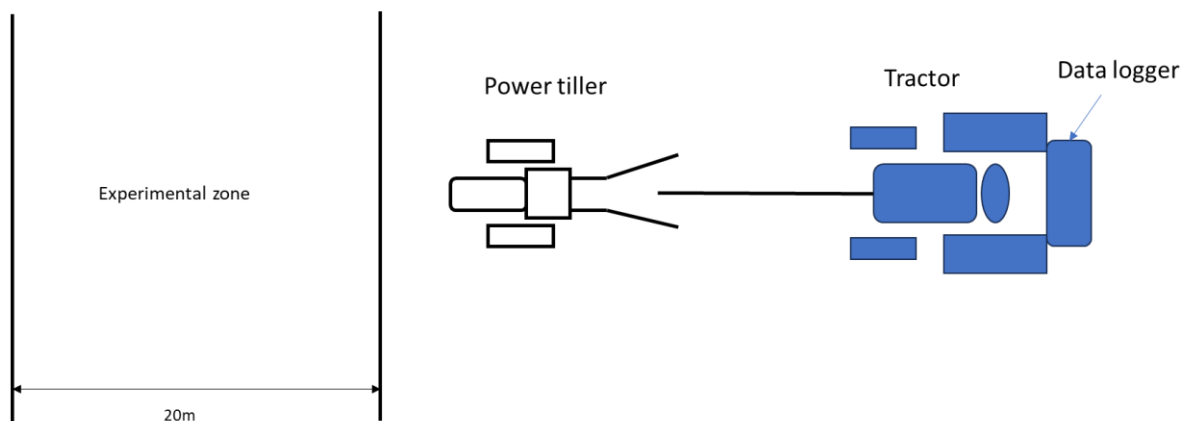 Data logger
Tractor
Power tiller
Experimental zone
20m